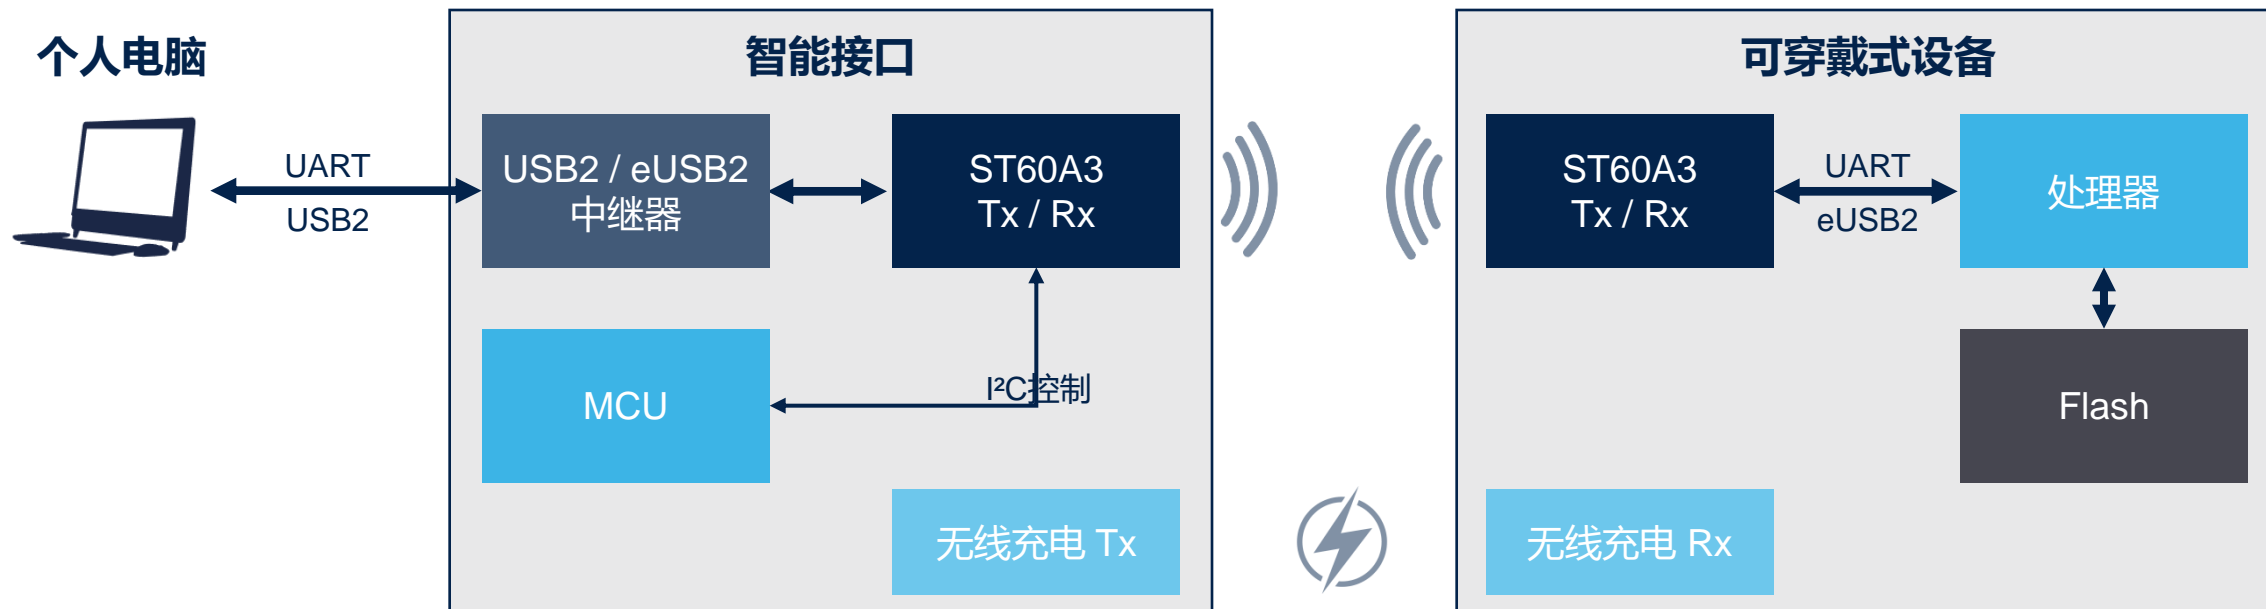 个人电脑
智能接口
可穿戴式设备
UART
USB2
USB2 / eUSB2
中继器
ST60A3
Tx / Rx
ST60A3
Tx / Rx
UART
eUSB2
处理器
MCU
I²C控制
Flash
无线充电 Tx
无线充电 Rx